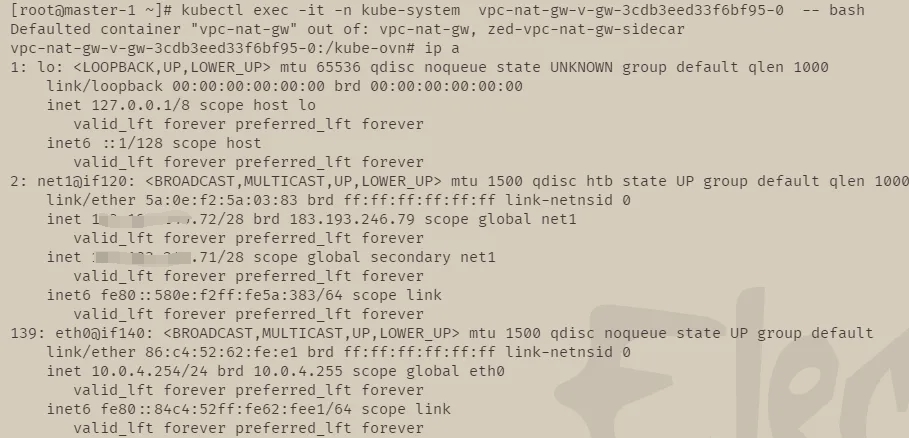 [root@master-1 ~]# kubectl exec -it -n kube-system  vpc-nat-gw-v-gw-3cdb3eed33f6bf95-0  -- bash
Defaulted container "vpc-nat-gw" out of: vpc-nat-gw, zed-vpc-nat-gw-sidecar
vpc-nat-gw-v-gw-3cdb3eed33f6bf95-0:/kube-ovn# ip a
1: lo: <LOOPBACK,UP,LOWER_UP> mtu 65536 qdisc noqueue state UNKNOWN group default qlen 1000
    link/loopback 00:00:00:00:00:00 brd 00:00:00:00:00:00
    inet 127.0.0.1/8 scope host lo
       valid_lft forever preferred_lft forever
    inet6 ::1/128 scope host
       valid_lft forever preferred_lft forever
2: net1@if120: <BROADCAST,MULTICAST,UP,LOWER_UP> mtu 1500 qdisc htb state UP group default qlen 1000
    link/ether 5a:0e:f2:5a:03:83 brd ff:ff:ff:ff:ff:ff link-netnsid 0
    inet .72/28 brd 183.193.246.79 scope global net1
       valid_lft forever preferred_lft forever
    inet .71/28 scope global secondary net1
       valid_lft forever preferred_lft forever
    inet6 fe80::580e:f2ff:fe5a:383/64 scope link
       valid_lft forever preferred_lft forever
139: eth0@if140: <BROADCAST,MULTICAST,UP,LOWER_UP> mtu 1500 qdisc noqueue state UP group default
    link/ether 86:c4:52:62:fe:e1 brd ff:ff:ff:ff:ff:ff link-netnsid 0
    inet 10.0.4.254/24 brd 10.0.4.255 scope global eth0
       valid_lft forever preferred_lft forever
    inet6 fe80::84c4:52ff:fe62:fee1/64 scope link
       valid_lft forever preferred_lft forever